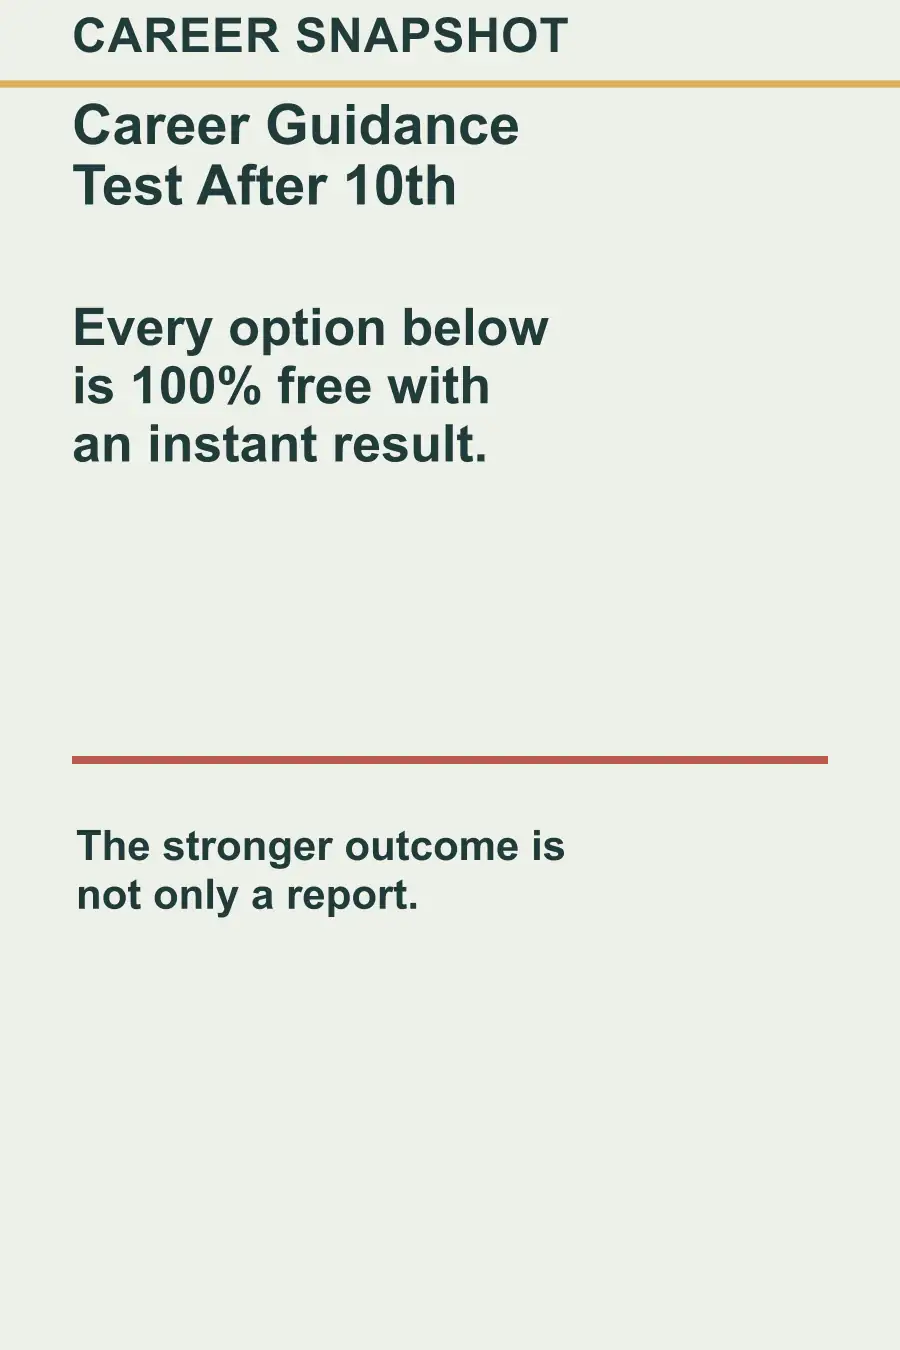 CAREER SNAPSHOT
Career Guidance
Test After 10th
Every option below
is 100% free with
an instant result.
The stronger outcome is
not only a report.